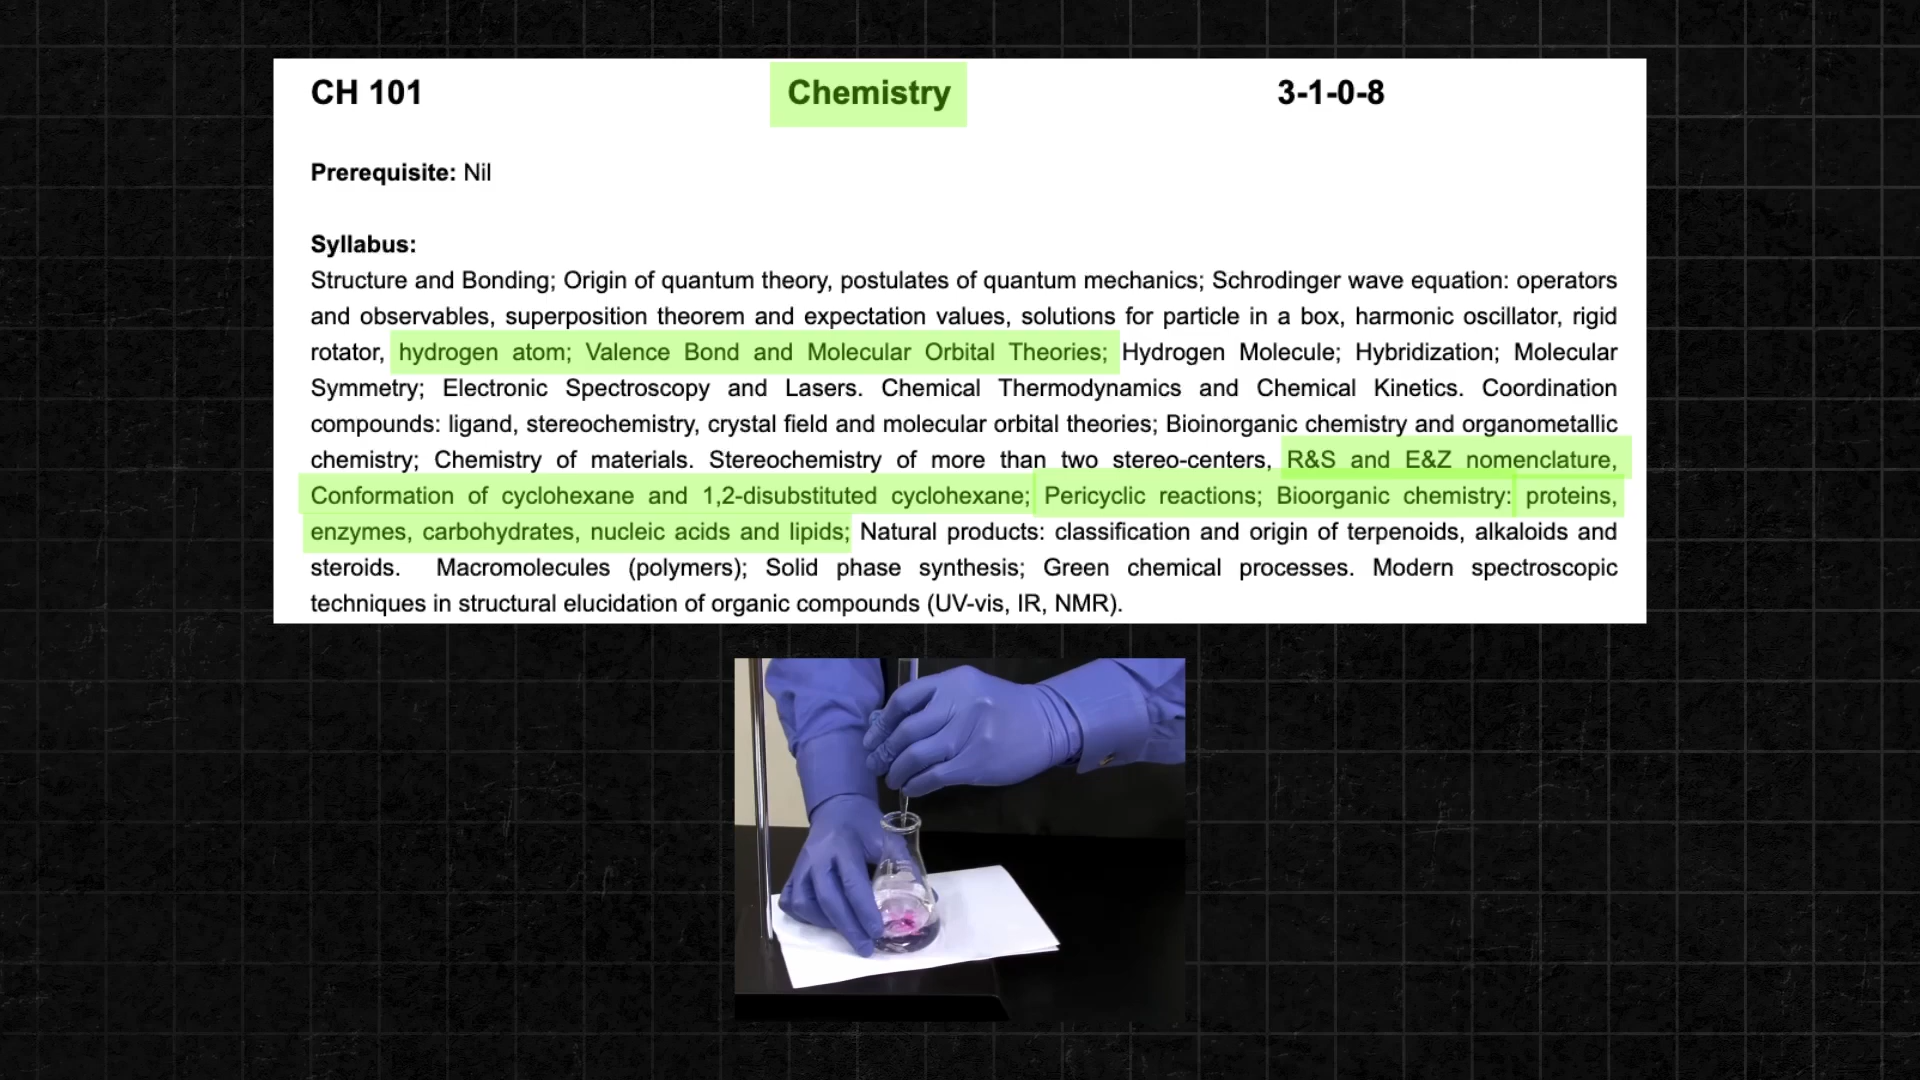 CH 101 Chemistry 3-1-0-8
Prerequisite: Nil
Syllabus:
Structure and Bonding; Origin of quantum theory, postulates of quantum mechanics; Schrodinger wave equation: operators
and observables, superposition theorem and expectation values, solutions for particle in a box, harmonic oscillator, rigid
rotator, hydrogen atom; Valence Bond and Molecular Orbital Theories; Hydrogen Molecule; Hybridization; Molecular
Symmetry; Electronic Spectroscopy and Lasers. Chemical Thermodynamics and Chemical Kinetics. Coordination
compounds: ligand, stereochemistry, crystal field and molecular orbital theories; Bioinorganic chemistry and organometallic
chemistry; Chemistry of materials. Stereochemistry of more than two stereo-centers, R&S and E&Z nomenclature,
Conformation of cyclohexane and 1,2-disubstituted cyclohexane; Pericyclic reactions; Bioorganic chemistry: proteins,
enzymes, carbohydrates, nucleic acids and lipids; Natural products: classification and origin of terpenoids, alkaloids and
steroids. Macromolecules (polymers); Solid phase synthesis; Green chemical processes. Modern spectroscopic
techniques in structural elucidation of organic compounds (UV-vis, IR, NMR).